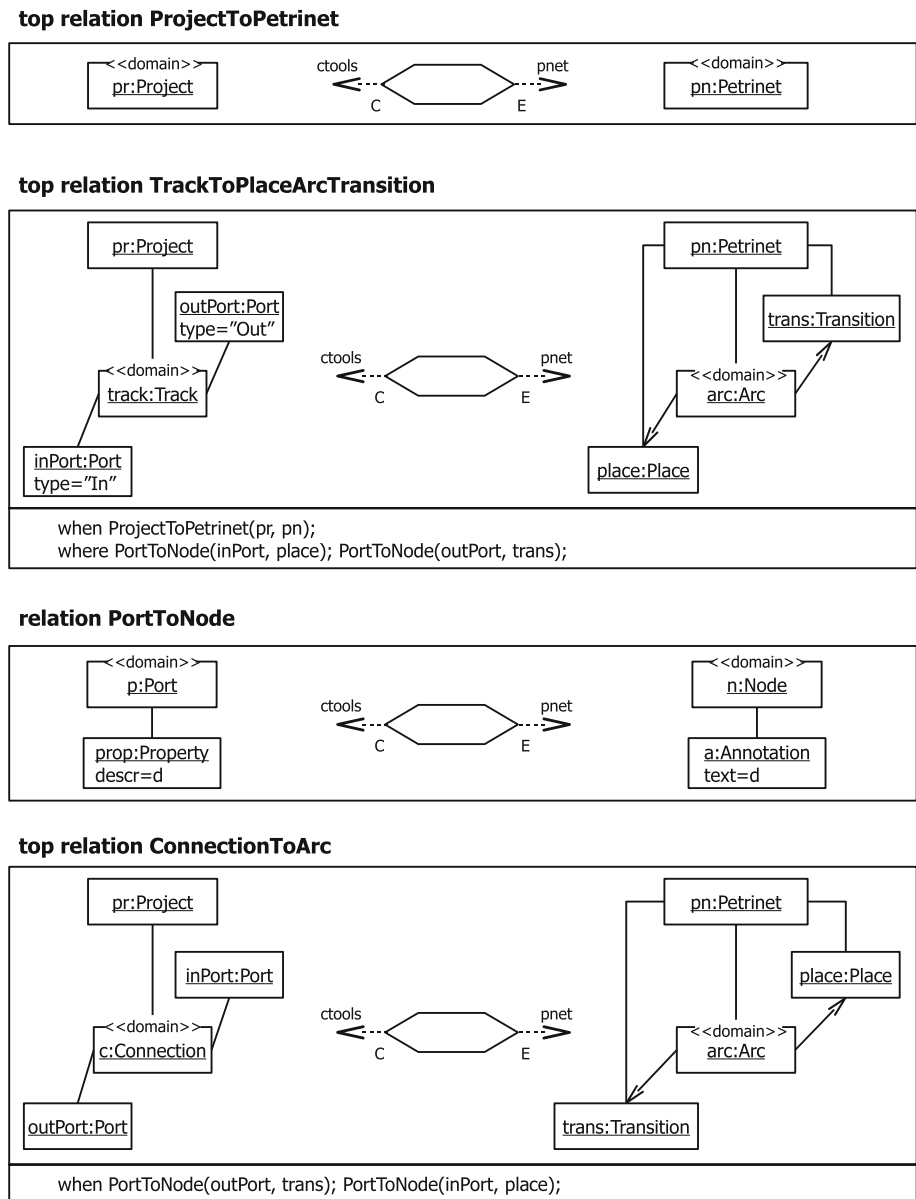 top relation ProjectToPetrinet
<<domain>>
pr:Project
ctools
pnet
C
E
<<domain>>
pn:Petrinet
top relation TrackToPlaceArcTransition
pr:Project
outPort:Port
type="Out"
<<domain>>
track:Track
inPort:Port
type="In"
ctools
pnet
C
E
pn:Petrinet
trans:Transition
<<domain>>
arc:Arc
place:Place
when ProjectToPetrinet(pr, pn);
where PortToNode(inPort, place); PortToNode(outPort, trans);
relation PortToNode
<<domain>>
p:Port
prop:Property
descr=d
ctools
pnet
C
E
<<domain>>
n:Node
a:Annotation
text=d
top relation ConnectionToArc
pr:Project
inPort:Port
<<domain>>
c:Connection
outPort:Port
ctools
pnet
C
E
pn:Petrinet
place:Place
<<domain>>
arc:Arc
trans:Transition
when PortToNode(outPort, trans); PortToNode(inPort, place);